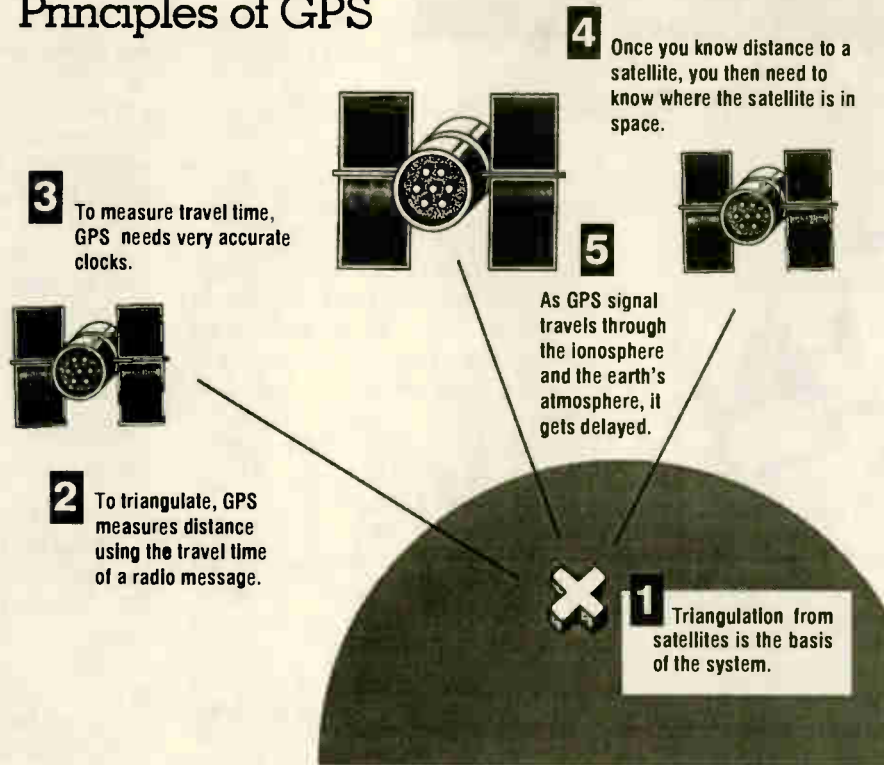 Principles of GPS
1
Triangulation from
satellites is the basis
of the system.
2
To triangulate, GPS
measures distance
using the travel time
of a radio message.
3
To measure travel time,
GPS needs very accurate
clocks.
4
Once you know distance to a
satellite, you then need to
know where the satellite is in
space.
5
As GPS signal
travels through
the ionosphere
and the earth's
atmosphere, it
gets delayed.